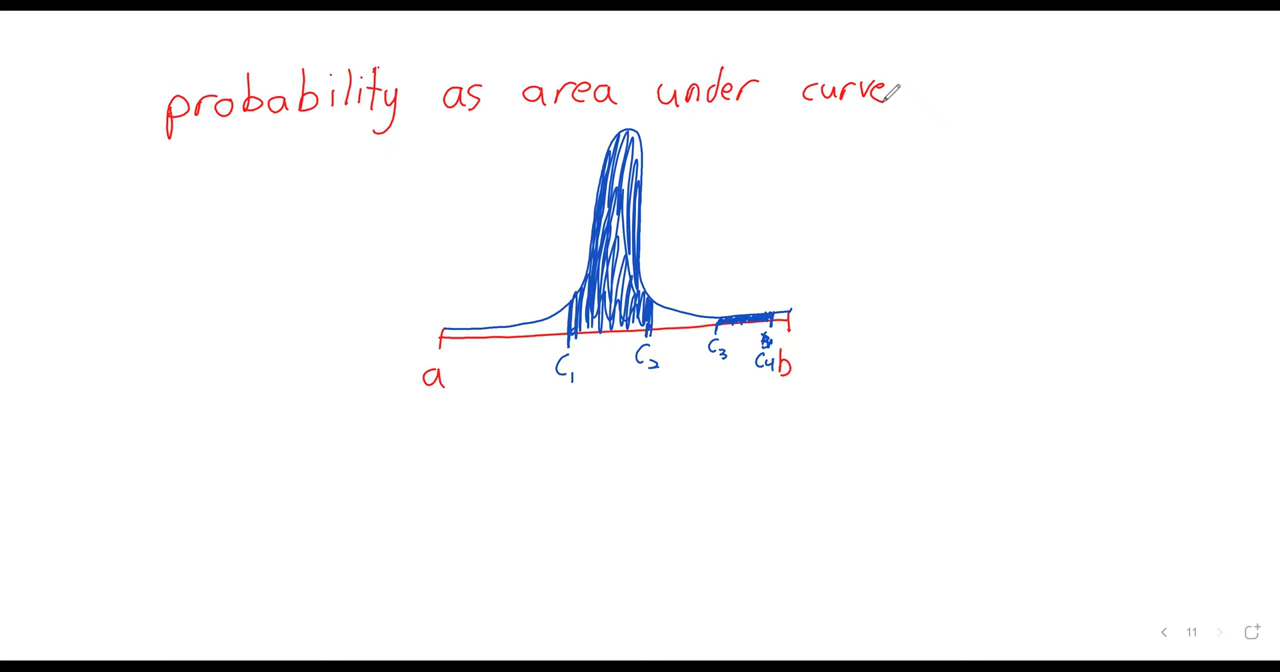 probability as area under curve
C₁ C₂ C₃ C₄
a b
11